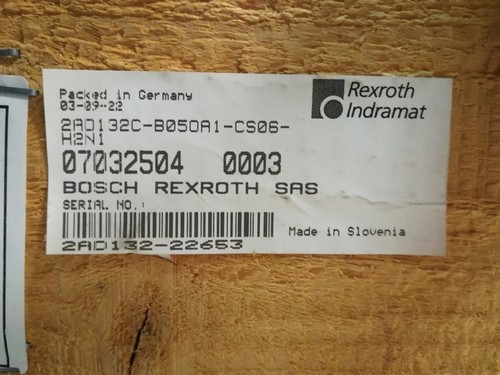 Packed in Germany
03-09-22
Rexroth
Indramat
2AD132C-B050A1-CS06-
H2N1
07032504 0003
BOSCH REXROTH SAS
SERIAL NO.:
2AD132-22653
Made in Slovenia